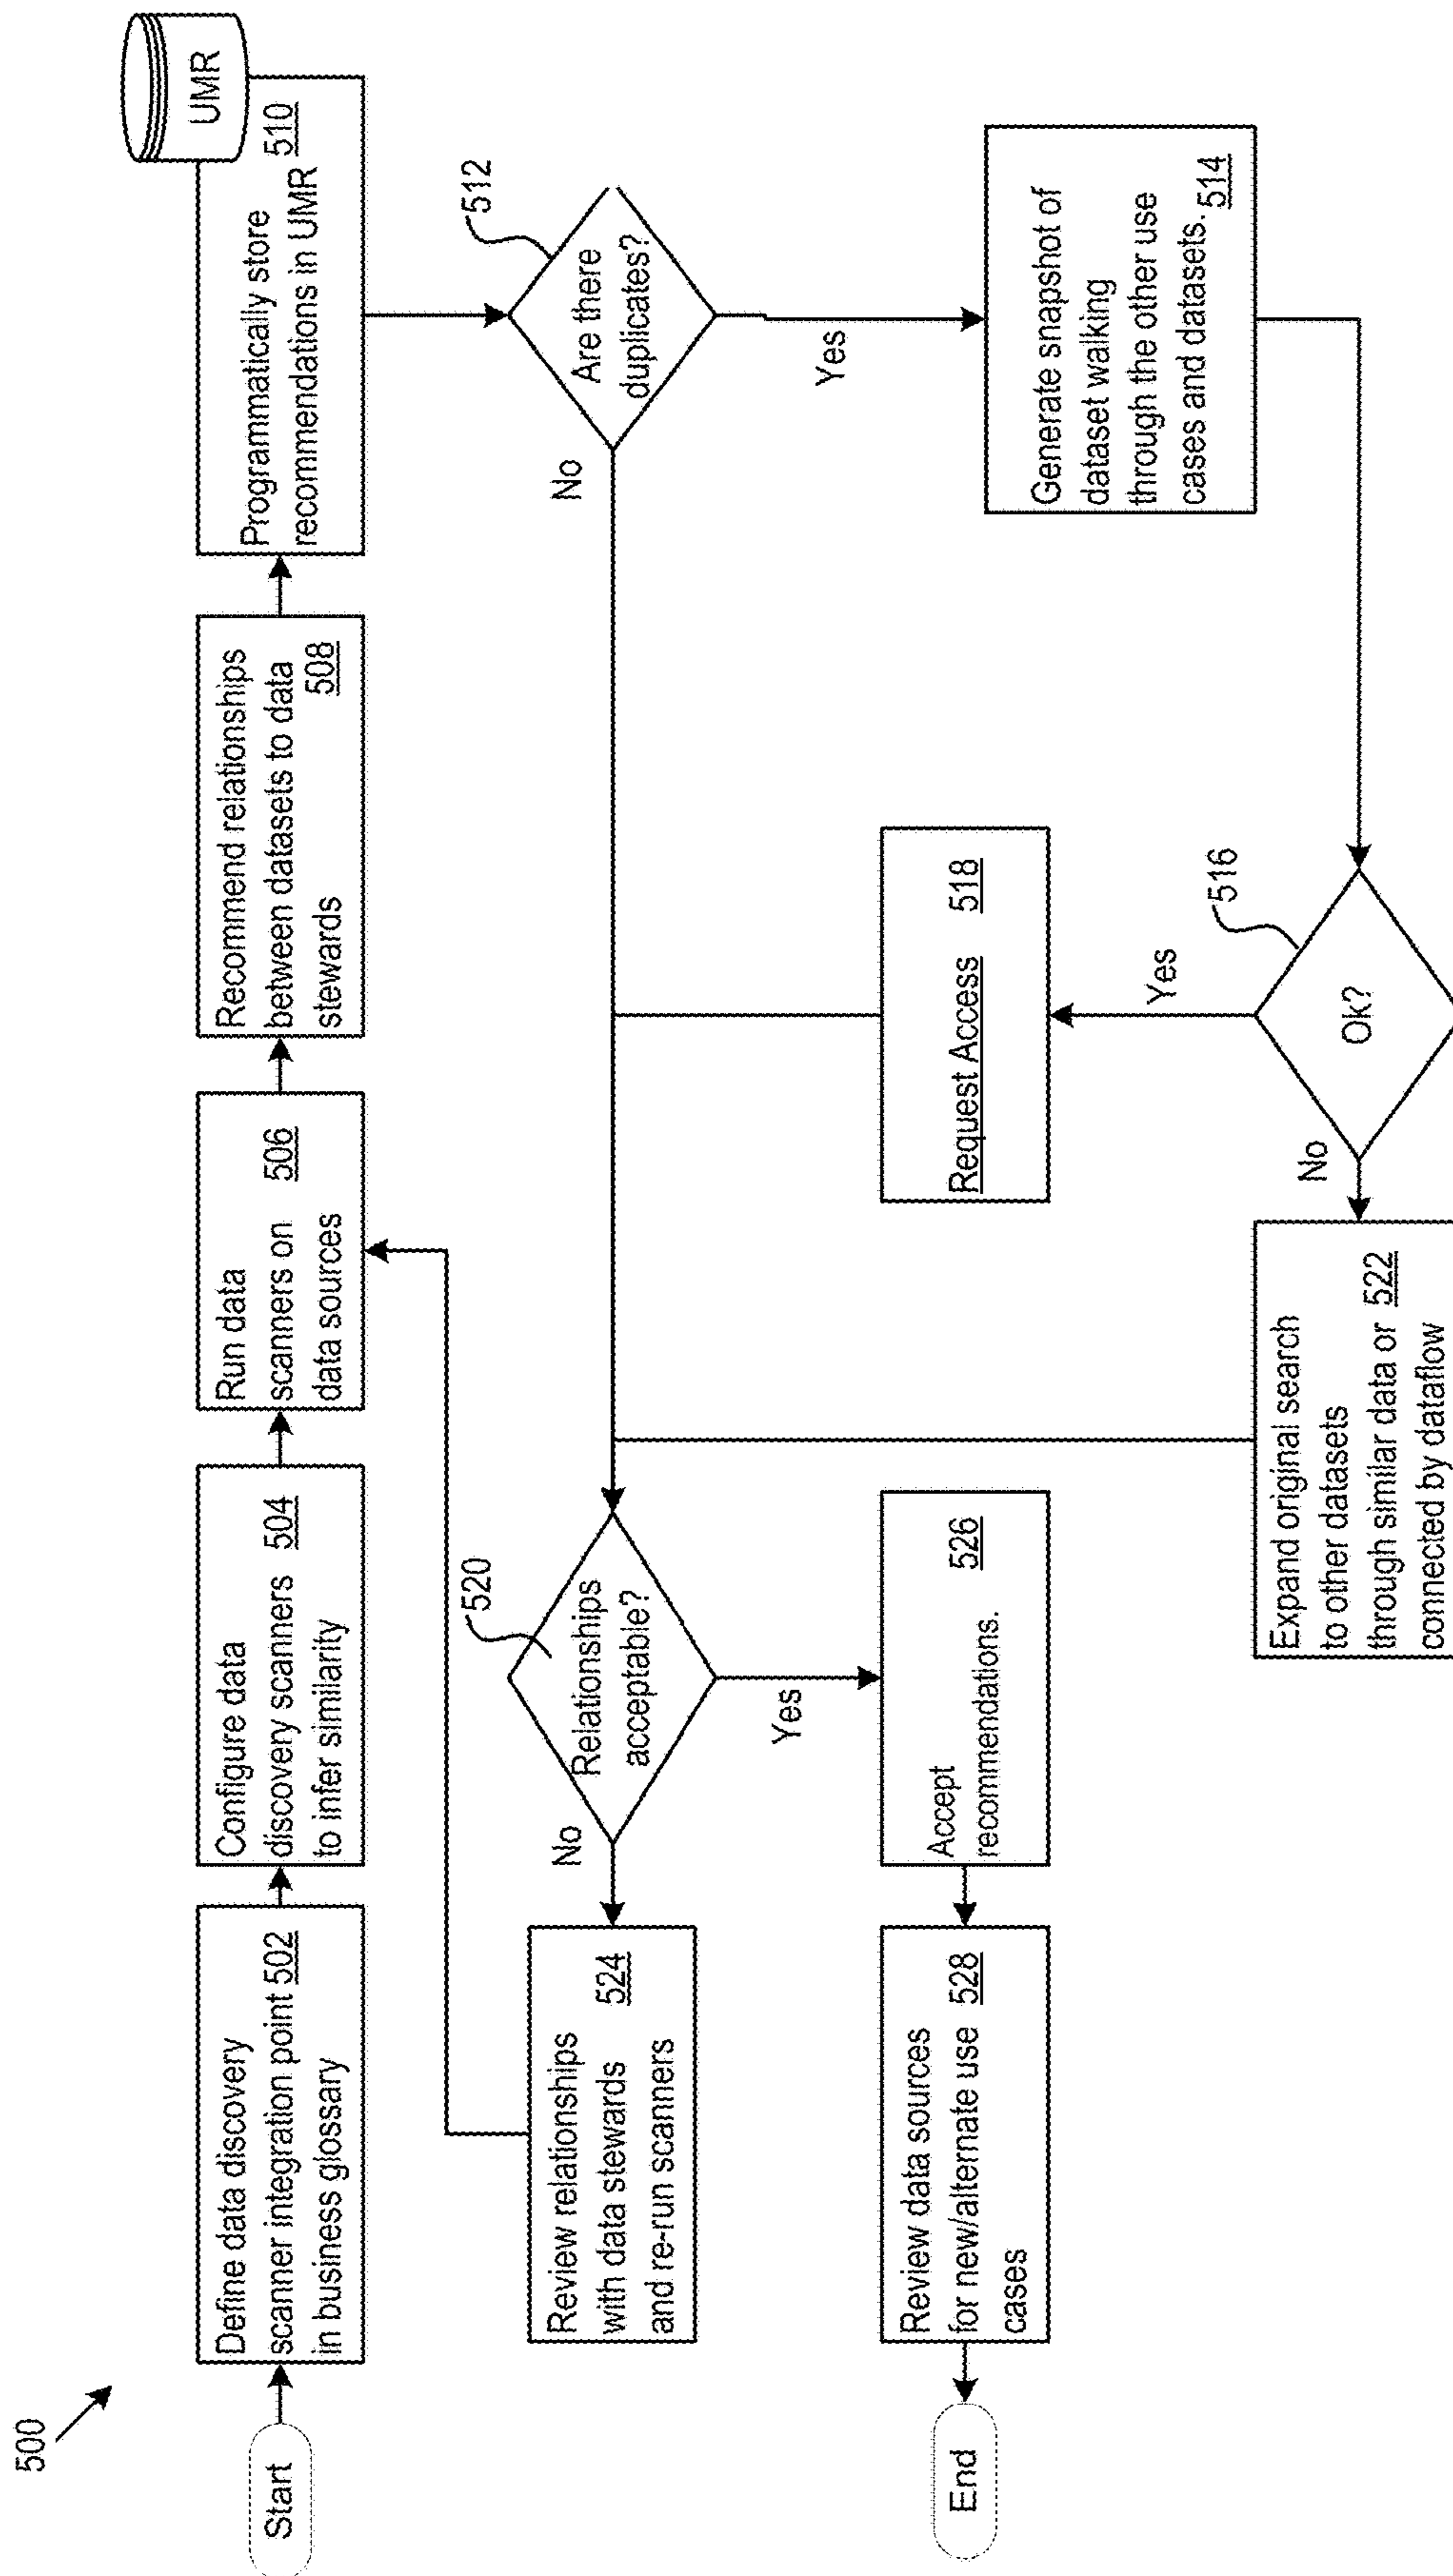 500
Start
Define data discovery
scanner integration point 502
in business glossary
Configure data
discovery scanners 504
to infer similarity
Run data
scanners on 506
data sources
Recommend relationships
between datasets to data
stewards 508
UMR
Programmatically store
recommendations in UMR 510
512
Are there
duplicates?
No
Yes
Generate snapshot of
dataset walking
through the other use
cases and datasets. 514
516
Ok?
Yes
No
Request Access 518
Expand original search
to other datasets
through similar data or 522
connected by dataflow
520
Relationships
acceptable?
No
Yes
Review relationships
with data stewards 524
and re-run scanners
Accept 526
recommendations.
Review data sources
for new/alternate use 528
cases
End